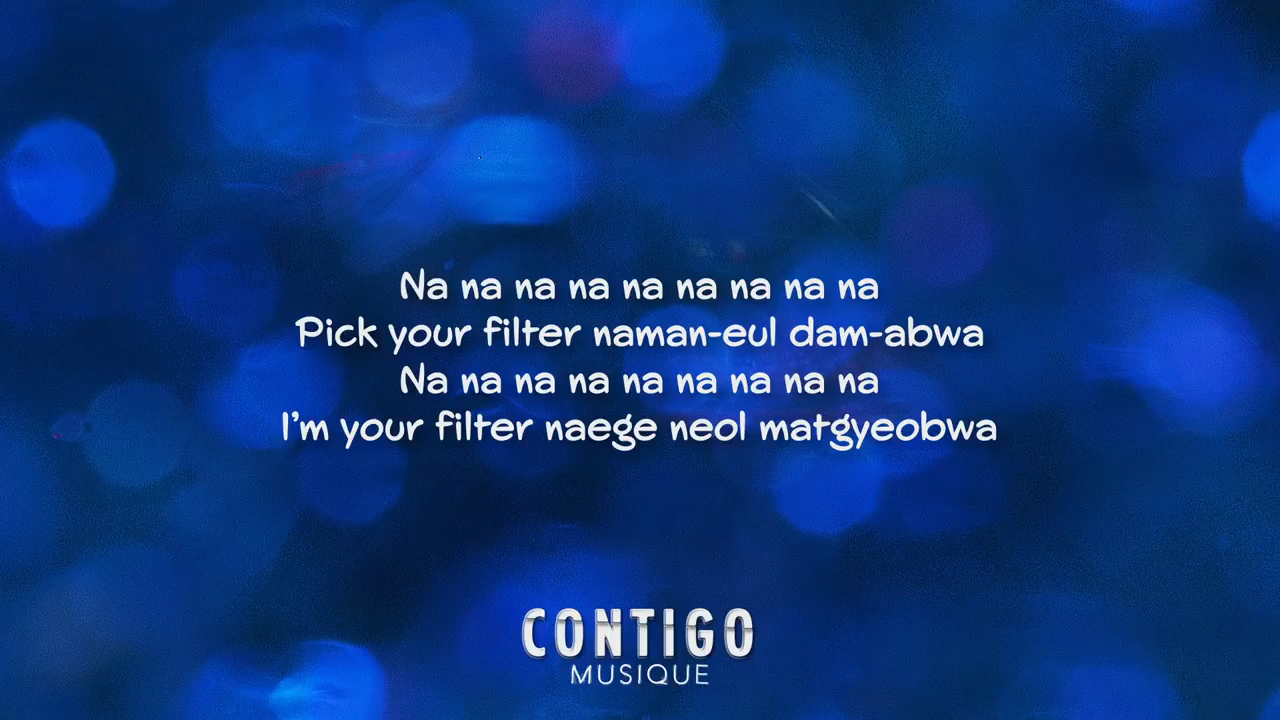 Na na na na na na na na na
Pick your filter naman-eul dam-abwa
Na na na na na na na na na
I'm your filter naege neol matgyeobwa
CONTIGO
MUSIQUE